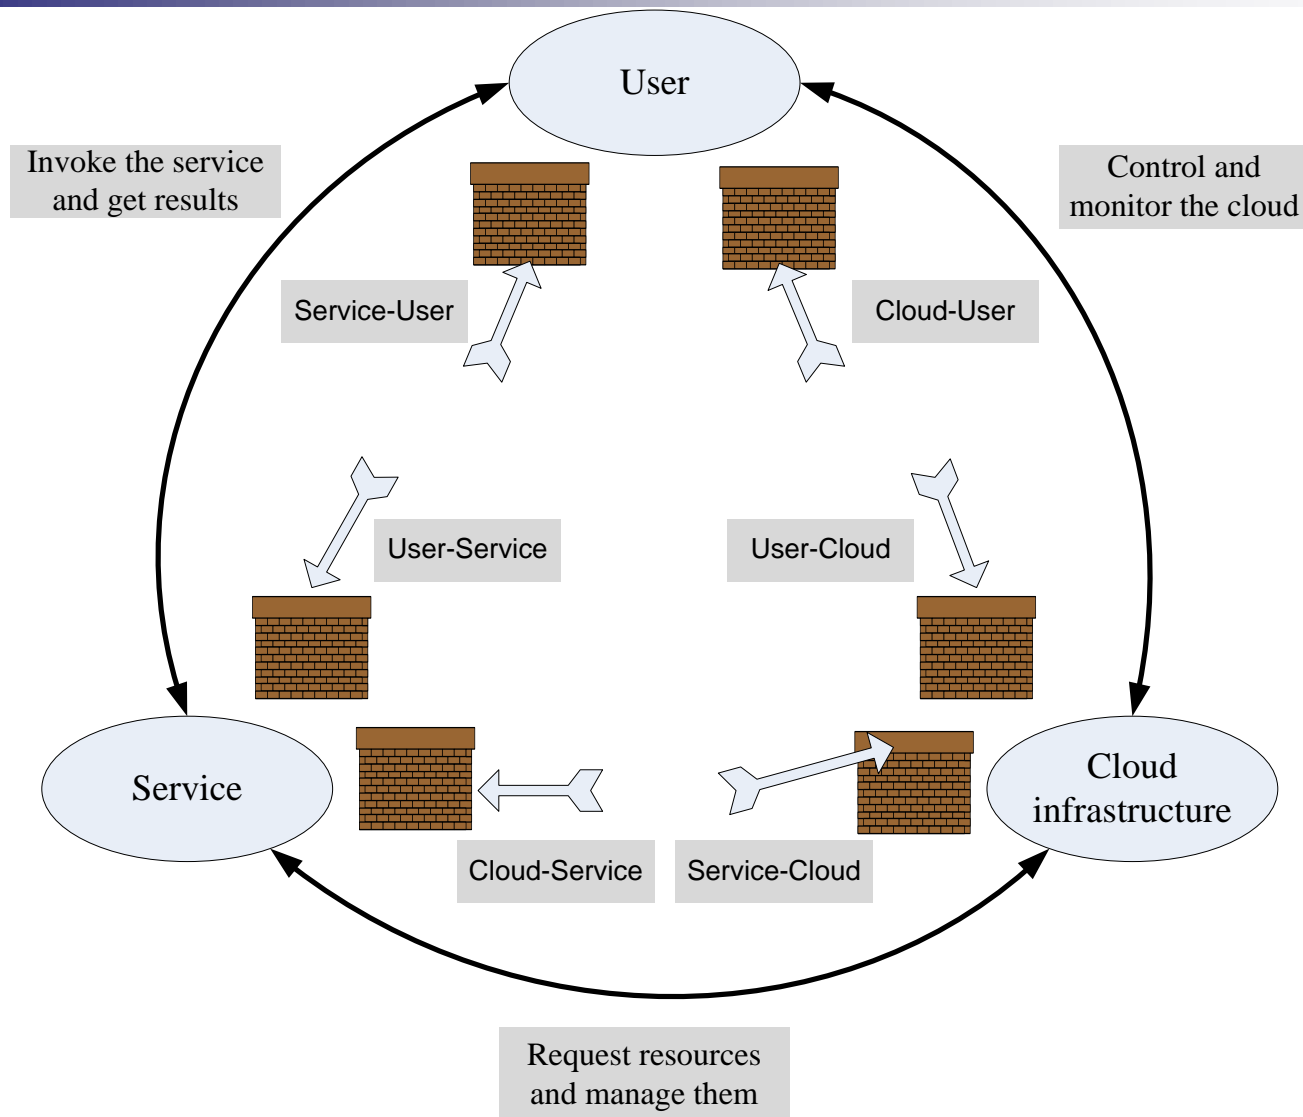 User
Invoke the service
and get results
Control and
monitor the cloud
Service-User
Cloud-User
User-Service
User-Cloud
Service
Cloud
infrastructure
Cloud-Service
Service-Cloud
Request resources
and manage them